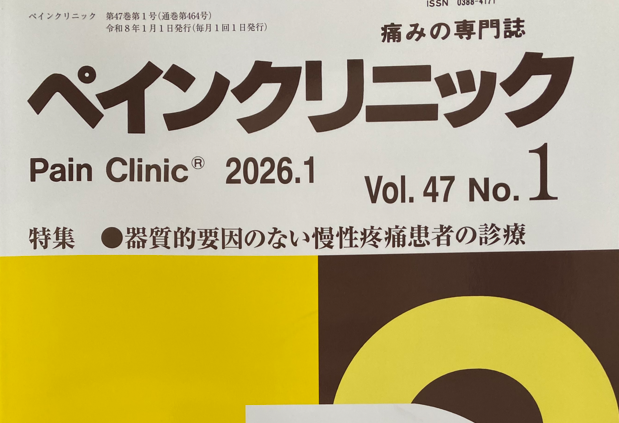 ISSN 0388-4171
ペインクリニック 第47巻第1号(通巻第464号)
令和8年1月1日発行(毎月1回1日発行)
痛みの専門誌
ペインクリニック
Pain Clinic® 2026.1 Vol. 47 No. 1
特集 ●器質的要因のない慢性疼痛患者の診療